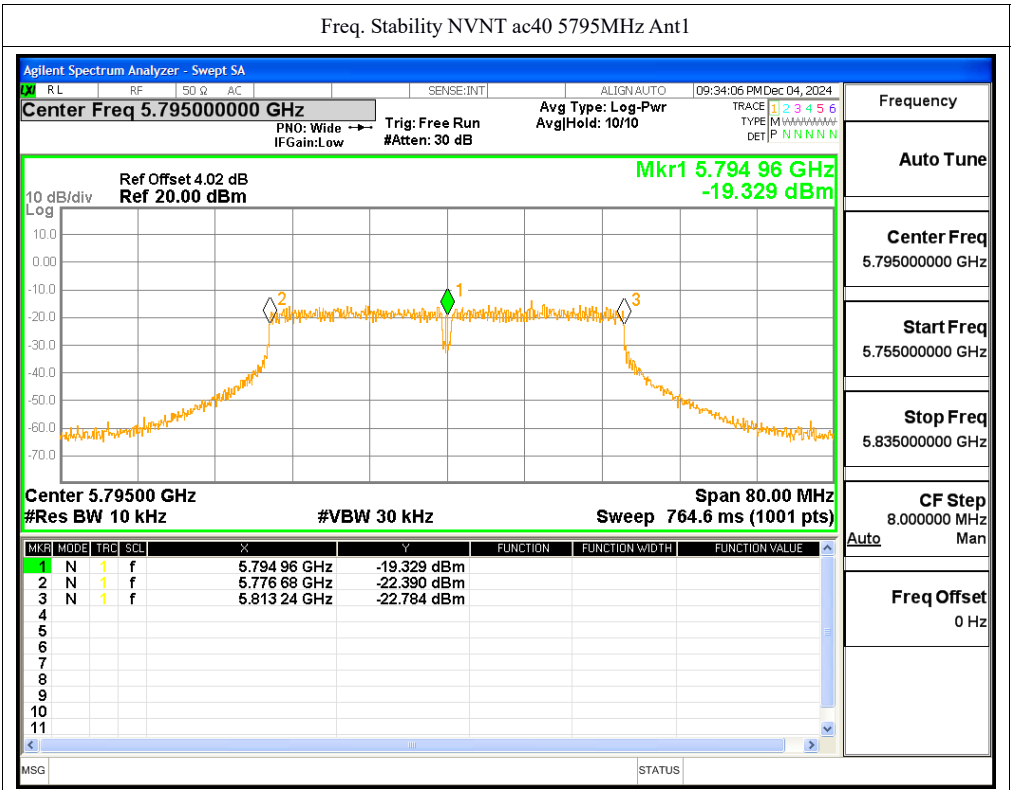 Freq. Stability NVNT ac40 5795MHz Ant1
Agilent Spectrum Analyzer - Swept SA
LXI RL RF 50 Ω AC SENSE:INT ALIGN AUTO 09:34:06 PM Dec 04, 2024
Center Freq 5.795000000 GHz
PNO: Wide
IFGain:Low
Trig: Free Run
#Atten: 30 dB
Avg Type: Log-Pwr
Avg|Hold: 10/10
TRACE 1 2 3 4 5 6
TYPE M WWWWW
DET P N N N N N
Frequency
Auto Tune
Center Freq
5.795000000 GHz
Start Freq
5.755000000 GHz
Stop Freq
5.835000000 GHz
CF Step
8.000000 MHz
Auto Man
Freq Offset
0 Hz
Mkr1 5.794 96 GHz
-19.329 dBm
Ref Offset 4.02 dB
10 dB/div Ref 20.00 dBm
Log
10.0
0.00
-10.0
-20.0
-30.0
-40.0
-50.0
-60.0
-70.0
2
1
3
Center 5.79500 GHz Span 80.00 MHz
#Res BW 10 kHz #VBW 30 kHz Sweep 764.6 ms (1001 pts)
MKR MODE TRC SCL X Y FUNCTION FUNCTION WIDTH FUNCTION VALUE
1 N 1 f 5.794 96 GHz -19.329 dBm
2 N 1 f 5.776 68 GHz -22.390 dBm
3 N 1 f 5.813 24 GHz -22.784 dBm
4
5
6
7
8
9
10
11
MSG STATUS